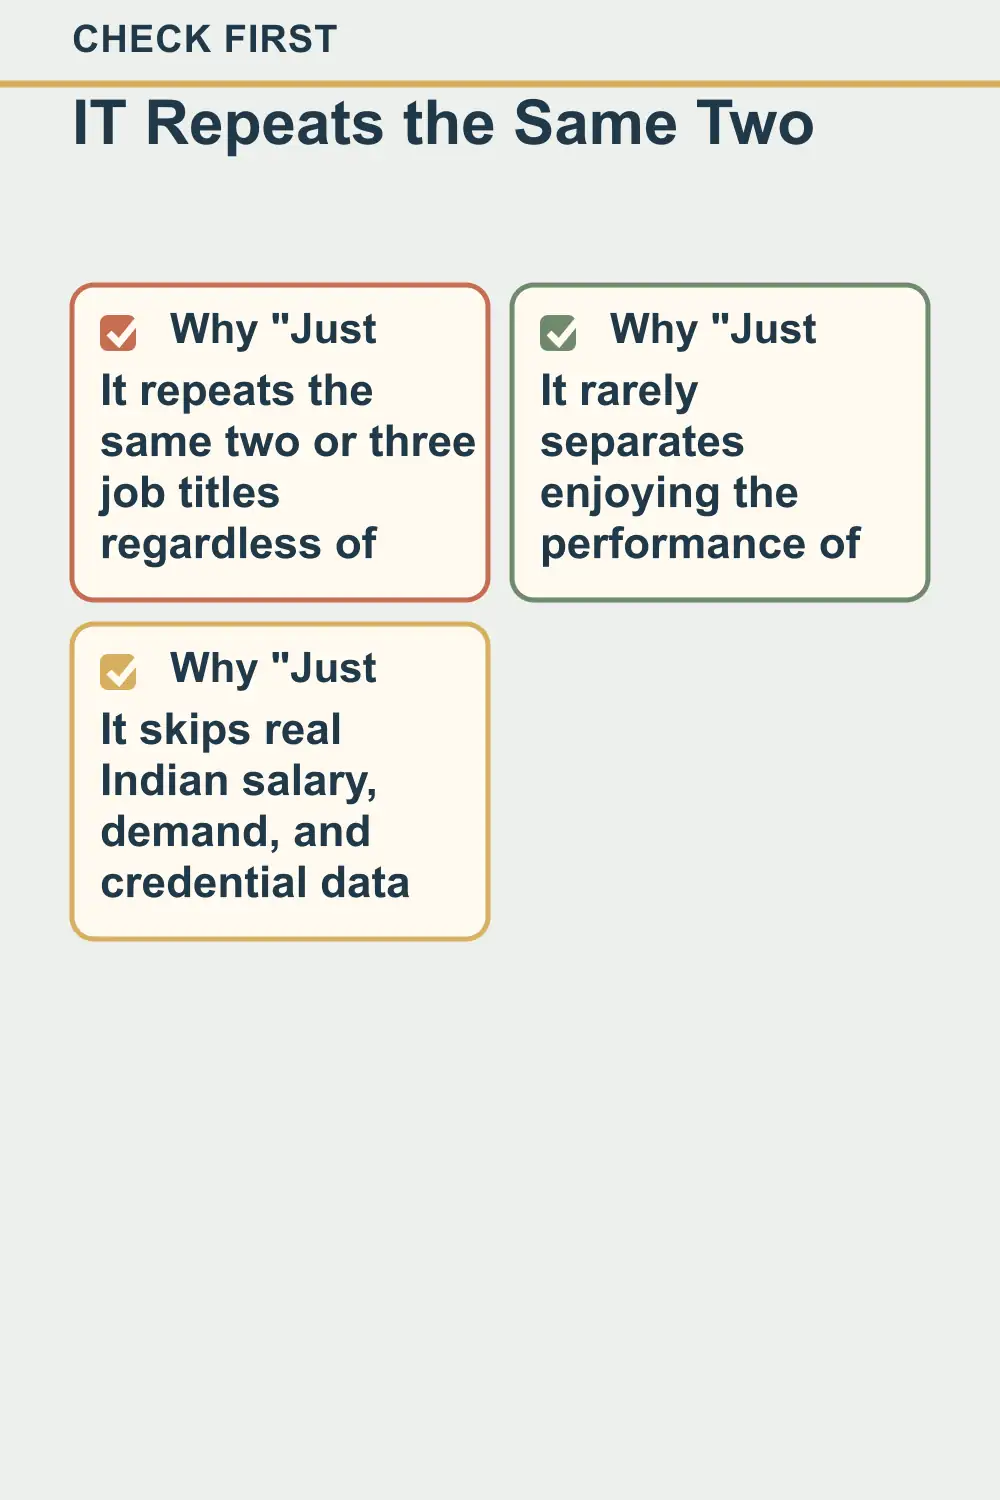 CHECK FIRST
IT Repeats the Same Two
Why "Just
It repeats the
same two or three
job titles
regardless of
Why "Just
It rarely
separates
enjoying the
performance of
Why "Just
It skips real
Indian salary,
demand, and
credential data